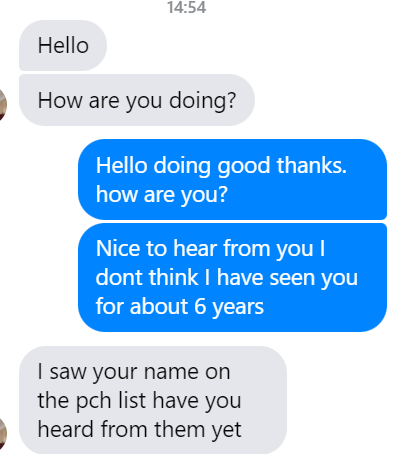 14:54
Hello
How are you doing?
Hello doing good thanks.
how are you?
Nice to hear from you I
dont think I have seen you
for about 6 years
I saw your name on
the pch list have you
heard from them yet